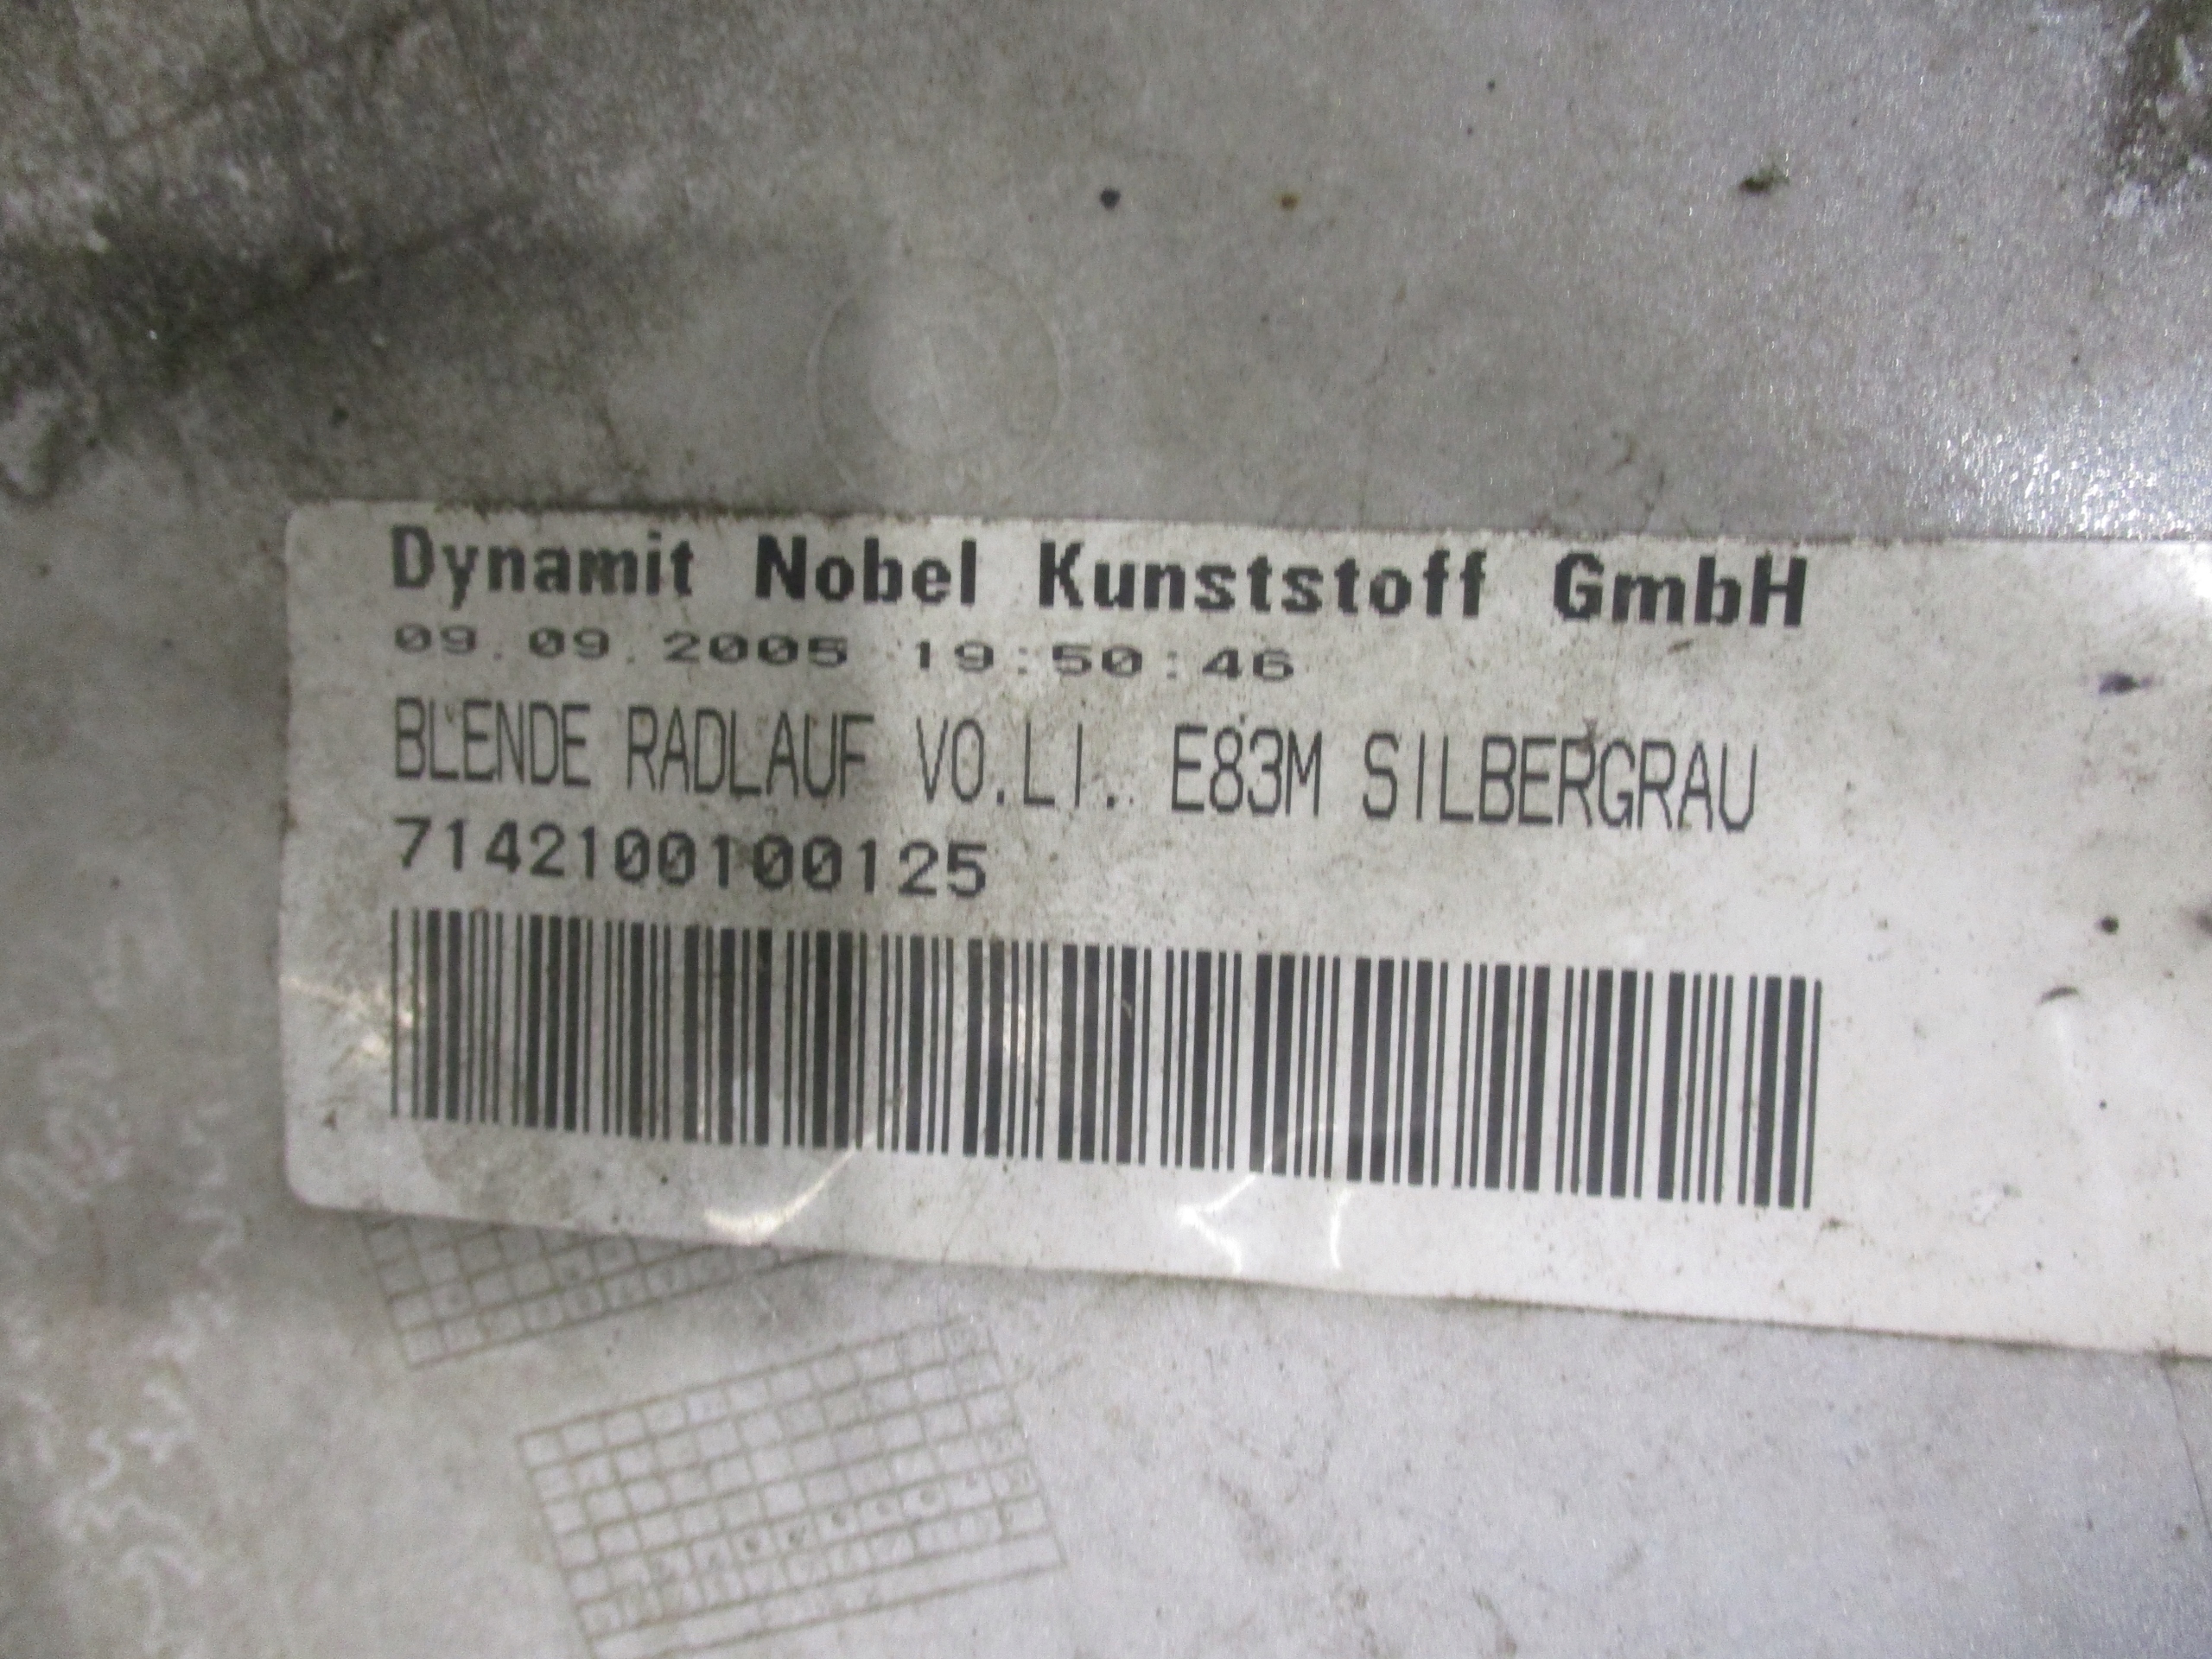 Dynamit Nobel Kunststoff GmbH
09.09.2005 19:50:46
BLENDE RADLAUF VO.LI. E83M SILBERGRAU
7142100100125